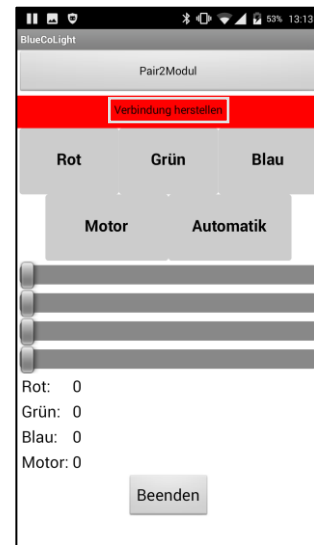 53% 13:13
BlueCoLight
Pair2Modul
Verbindung herstellen
Rot Grün Blau
Motor Automatik
Rot: 0
Grün: 0
Blau: 0
Motor: 0
Beenden